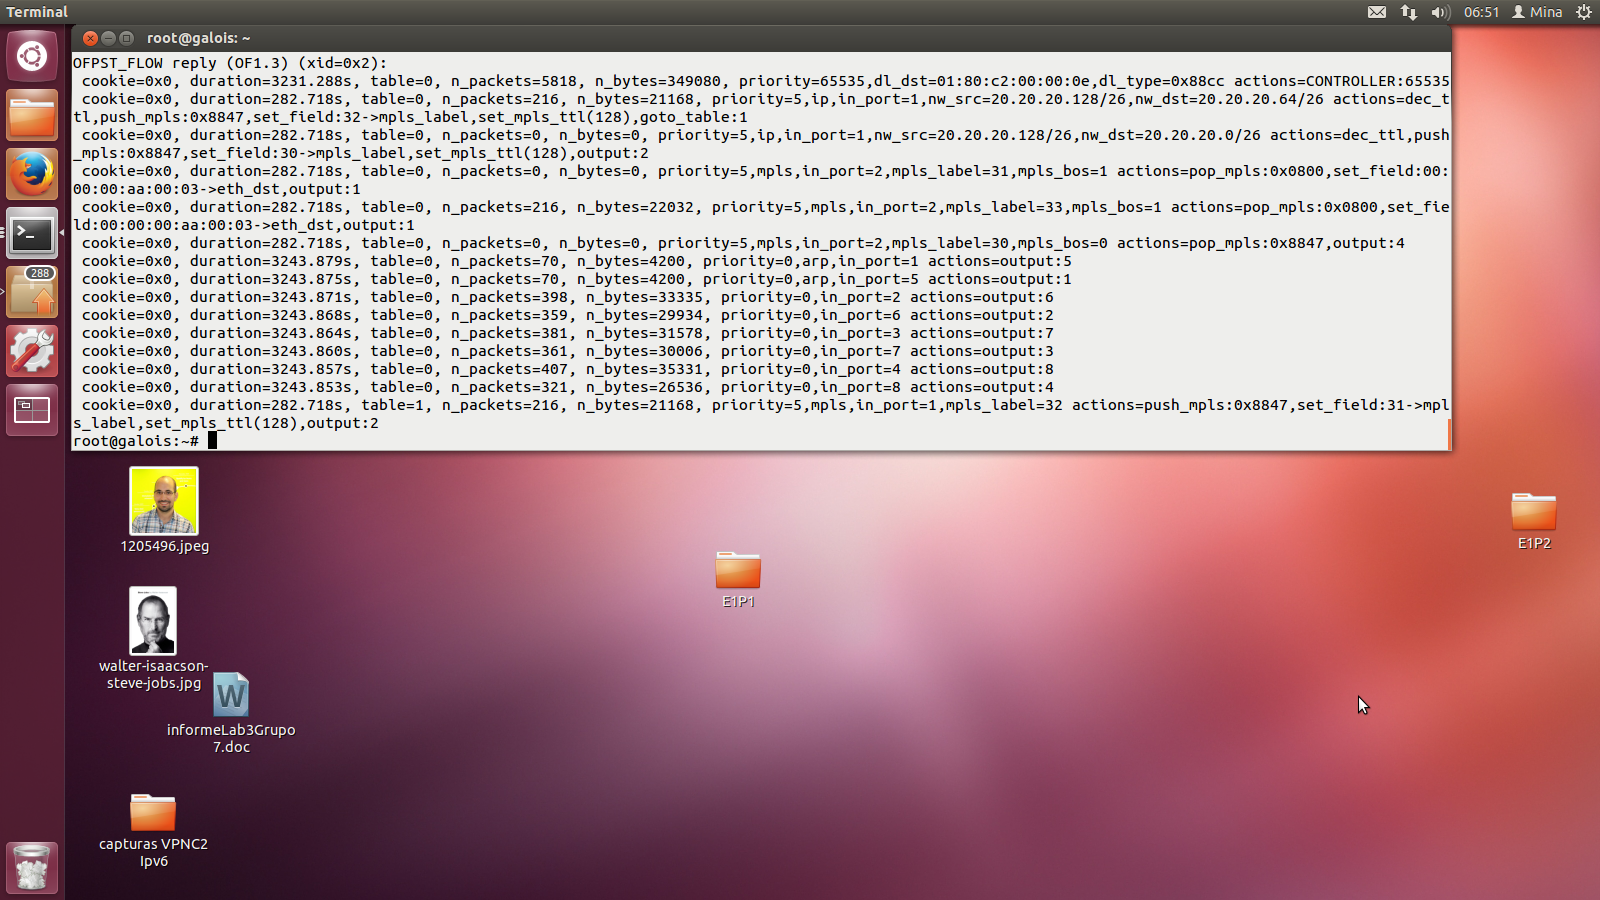 Terminal
06:51
Mina
root@galois: ~
OFPST_FLOW reply (OF1.3) (xid=0x2):
cookie=0x0, duration=3231.288s, table=0, n_packets=5818, n_bytes=349080, priority=65535,dl_dst=01:80:c2:00:00:0e,dl_type=0x88cc actions=CONTROLLER:65535
cookie=0x0, duration=282.718s, table=0, n_packets=216, n_bytes=21168, priority=5,ip,in_port=1,nw_src=20.20.20.128/26,nw_dst=20.20.20.64/26 actions=dec_t
tl,push_mpls:0x8847,set_field:32->mpls_label,set_mpls_ttl(128),goto_table:1
cookie=0x0, duration=282.718s, table=0, n_packets=0, n_bytes=0, priority=5,ip,in_port=1,nw_src=20.20.20.128/26,nw_dst=20.20.20.0/26 actions=dec_ttl,push
_mpls:0x8847,set_field:30->mpls_label,set_mpls_ttl(128),output:2
cookie=0x0, duration=282.718s, table=0, n_packets=0, n_bytes=0, priority=5,mpls,in_port=2,mpls_label=31,mpls_bos=1 actions=pop_mpls:0x0800,set_field:00:
00:00:aa:00:03->eth_dst,output:1
cookie=0x0, duration=282.718s, table=0, n_packets=216, n_bytes=22032, priority=5,mpls,in_port=2,mpls_label=33,mpls_bos=1 actions=pop_mpls:0x0800,set_fie
ld:00:00:00:aa:00:03->eth_dst,output:1
cookie=0x0, duration=282.718s, table=0, n_packets=0, n_bytes=0, priority=5,mpls,in_port=2,mpls_label=30,mpls_bos=0 actions=pop_mpls:0x8847,output:4
cookie=0x0, duration=3243.879s, table=0, n_packets=70, n_bytes=4200, priority=0,arp,in_port=1 actions=output:5
cookie=0x0, duration=3243.875s, table=0, n_packets=70, n_bytes=4200, priority=0,arp,in_port=5 actions=output:1
cookie=0x0, duration=3243.871s, table=0, n_packets=398, n_bytes=33335, priority=0,in_port=2 actions=output:6
cookie=0x0, duration=3243.868s, table=0, n_packets=359, n_bytes=29934, priority=0,in_port=6 actions=output:2
cookie=0x0, duration=3243.864s, table=0, n_packets=381, n_bytes=31578, priority=0,in_port=3 actions=output:7
cookie=0x0, duration=3243.860s, table=0, n_packets=361, n_bytes=30006, priority=0,in_port=7 actions=output:3
cookie=0x0, duration=3243.857s, table=0, n_packets=407, n_bytes=35331, priority=0,in_port=4 actions=output:8
cookie=0x0, duration=3243.853s, table=0, n_packets=321, n_bytes=26536, priority=0,in_port=8 actions=output:4
cookie=0x0, duration=282.718s, table=1, n_packets=216, n_bytes=21168, priority=5,mpls,in_port=1,mpls_label=32 actions=push_mpls:0x8847,set_field:31->mpl
s_label,set_mpls_ttl(128),output:2
root@galois:~#
288
1205496.jpeg
E1P2
E1P1
walter-isaacson-
steve-jobs.jpg
W
informeLab3Grupo
7.doc
capturas VPNC2
Ipv6